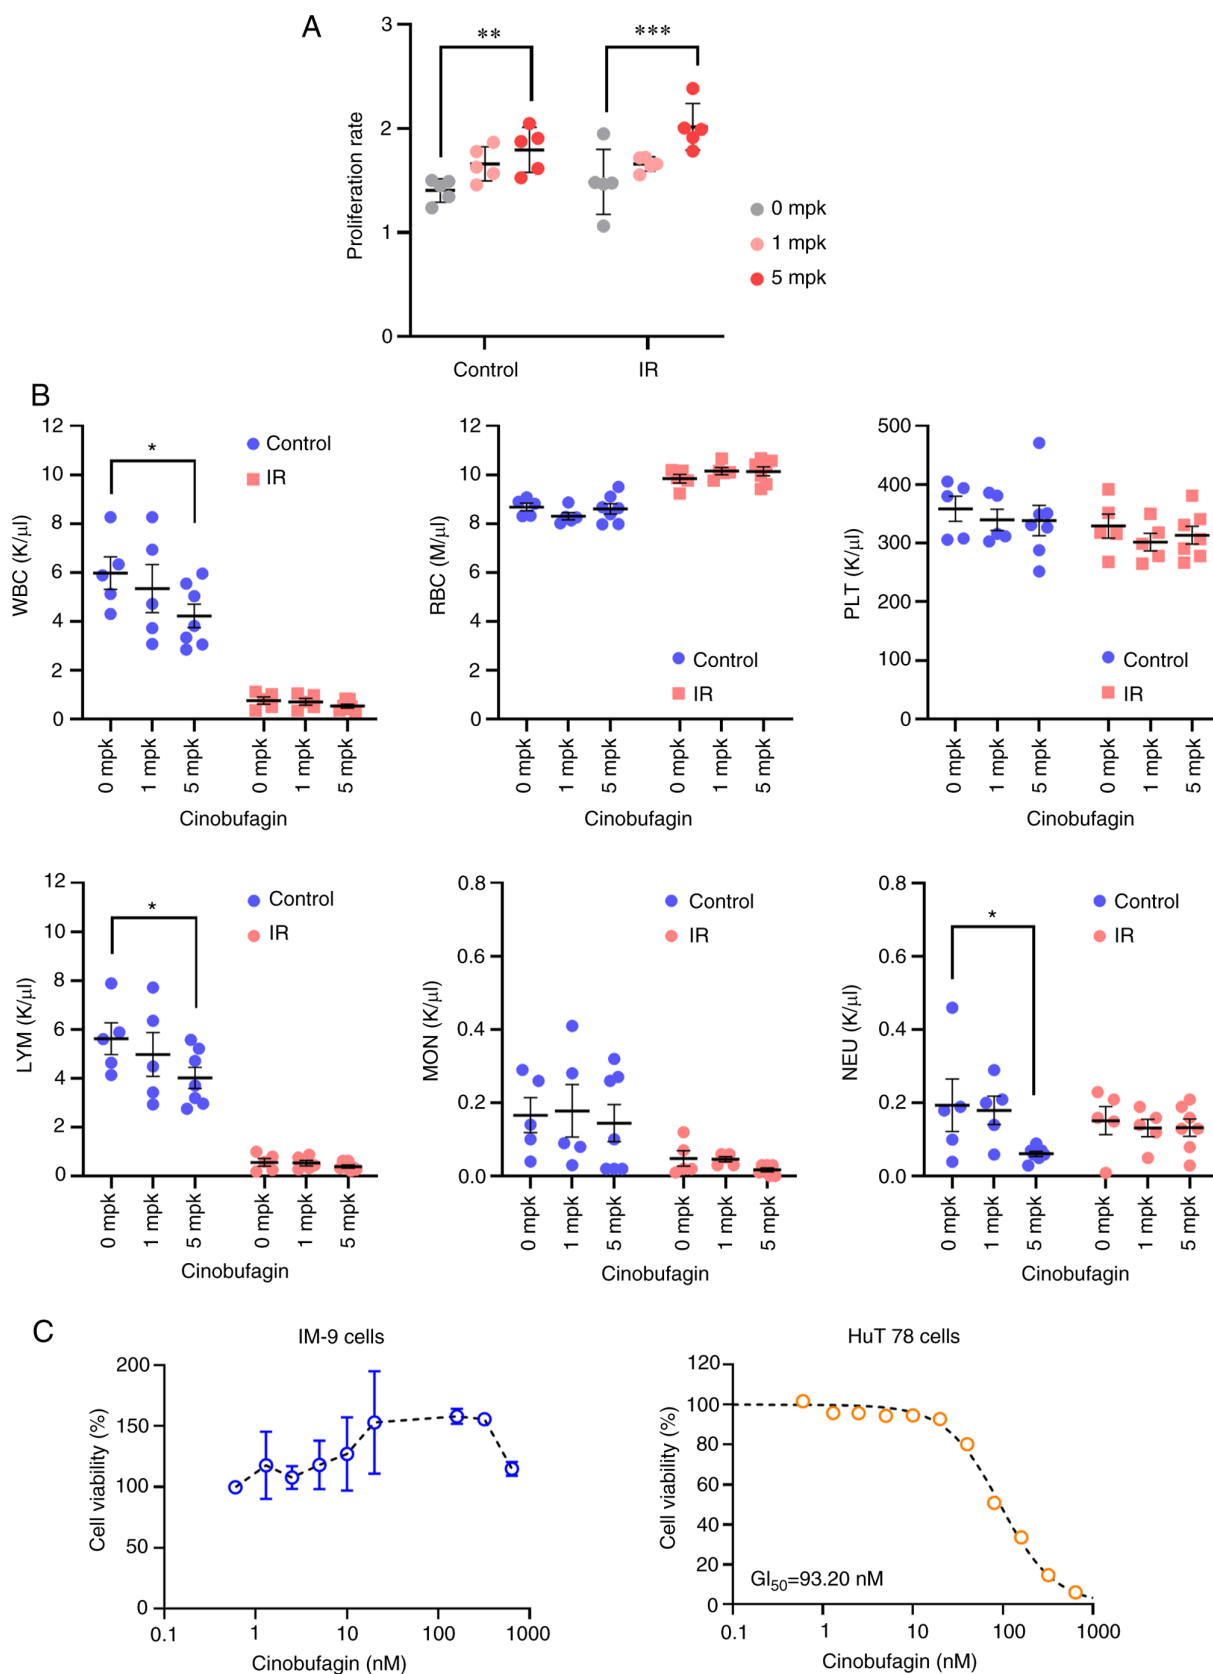 A
3
2
1
0
Proliferation rate
**
***
Control
IR
0 mpk
1 mpk
5 mpk
B
12
10
8
6
4
2
0
WBC (K/µl)
*
Control
IR
0 mpk
1 mpk
5 mpk
0 mpk
1 mpk
5 mpk
Cinobufagin
12
10
8
6
4
2
0
RBC (M/µl)
Control
IR
0 mpk
1 mpk
5 mpk
0 mpk
1 mpk
5 mpk
Cinobufagin
500
400
300
200
100
0
PLT (K/µl)
Control
IR
0 mpk
1 mpk
5 mpk
0 mpk
1 mpk
5 mpk
Cinobufagin
12
10
8
6
4
2
0
LYM (K/µl)
*
Control
IR
0 mpk
1 mpk
5 mpk
0 mpk
1 mpk
5 mpk
Cinobufagin
0.8
0.6
0.4
0.2
0.0
MON (K/µl)
Control
IR
0 mpk
1 mpk
5 mpk
0 mpk
1 mpk
5 mpk
Cinobufagin
0.8
0.6
0.4
0.2
0.0
NEU (K/µl)
*
Control
IR
0 mpk
1 mpk
5 mpk
0 mpk
1 mpk
5 mpk
Cinobufagin
C
IM-9 cells
200
150
100
50
0
Cell viability (%)
0.1
1
10
100
1000
Cinobufagin (nM)
HuT 78 cells
120
100
80
60
40
20
0
Cell viability (%)
GI₅₀=93.20 nM
0.1
1
10
100
1000
Cinobufagin (nM)